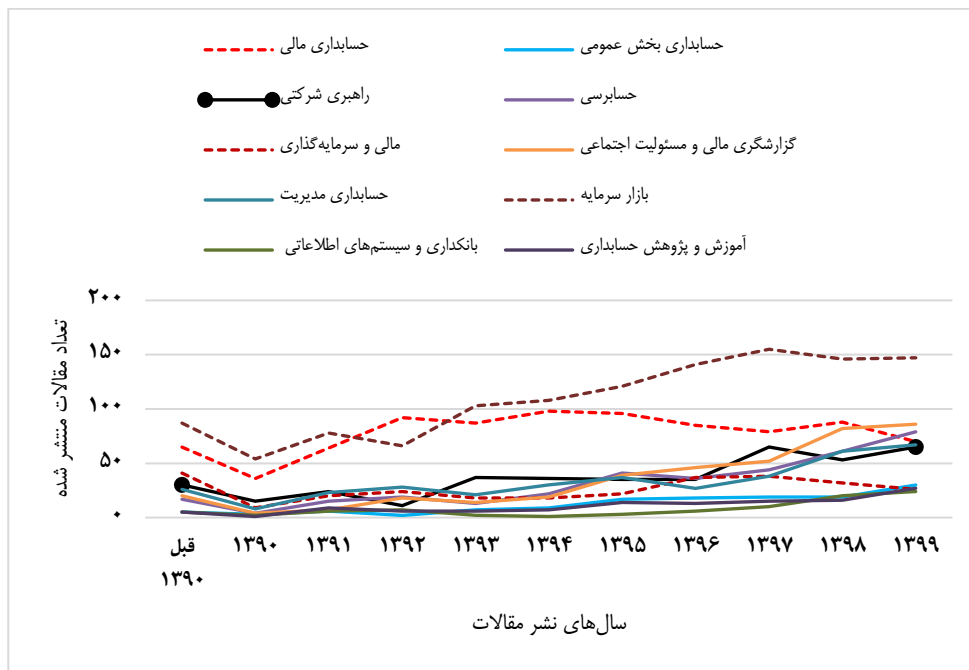 حسابداری مالی
حسابداری بخش عمومی
راهبری شرکتی
حسابرسی
مالی و سرمایه‌گذاری
گزارشگری مالی و مسئولیت اجتماعی
حسابداری مدیریت
بازار سرمایه
بانکداری و سیستم‌های اطلاعاتی
آموزش و پژوهش حسابداری
۲۰۰
۱۵۰
۱۰۰
۵۰
۰
تعداد مقالات منتشر شده
قبل
۱۳۹۰
۱۳۹۰
۱۳۹۱
۱۳۹۲
۱۳۹۳
۱۳۹۴
۱۳۹۵
۱۳۹۶
۱۳۹۷
۱۳۹۸
۱۳۹۹
سال‌های نشر مقالات